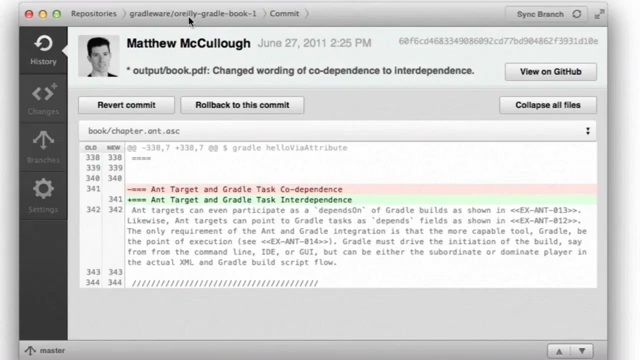 Repositories gradleware/oreilly-gradle-book-1 Commit
Sync Branch
Matthew McCullough June 27, 2011 2:25 PM
60f6cd4683349086092cd77bd904862f3931d10e
* output/book.pdf: Changed wording of co-dependence to interdependence.
View on GitHub
History
Revert commit Rollback to this commit Collapse all files
Changes
book/chapter.ant.asc
OLD NEW @@ -338,7 +338,7 @@ $ gradle helloViaAttribute
338 338 ====
339 339
340 340
341 -=== Ant Target and Gradle Task Co-dependence
341 +=== Ant Target and Gradle Task Interdependence
342 342 Ant targets can even participate as a `dependsOn` of Gradle builds as shown in <<EX-ANT-013>>.
Likewise, Ant targets can point to Gradle tasks as `depends` fields as shown in <<EX-ANT-012>>.
The only requirement of the Ant and Gradle integration is that the more capable tool, Gradle, be
the point of execution (see <<EX-ANT-014>>). Gradle must drive the initiation of the build, say
from from the command line, IDE, or GUI, but can be either the subordinate or dominate player in
the actual XML and Gradle build script flow.
343 343
344 344 ////////////////////////////////////
Branches
Settings
master